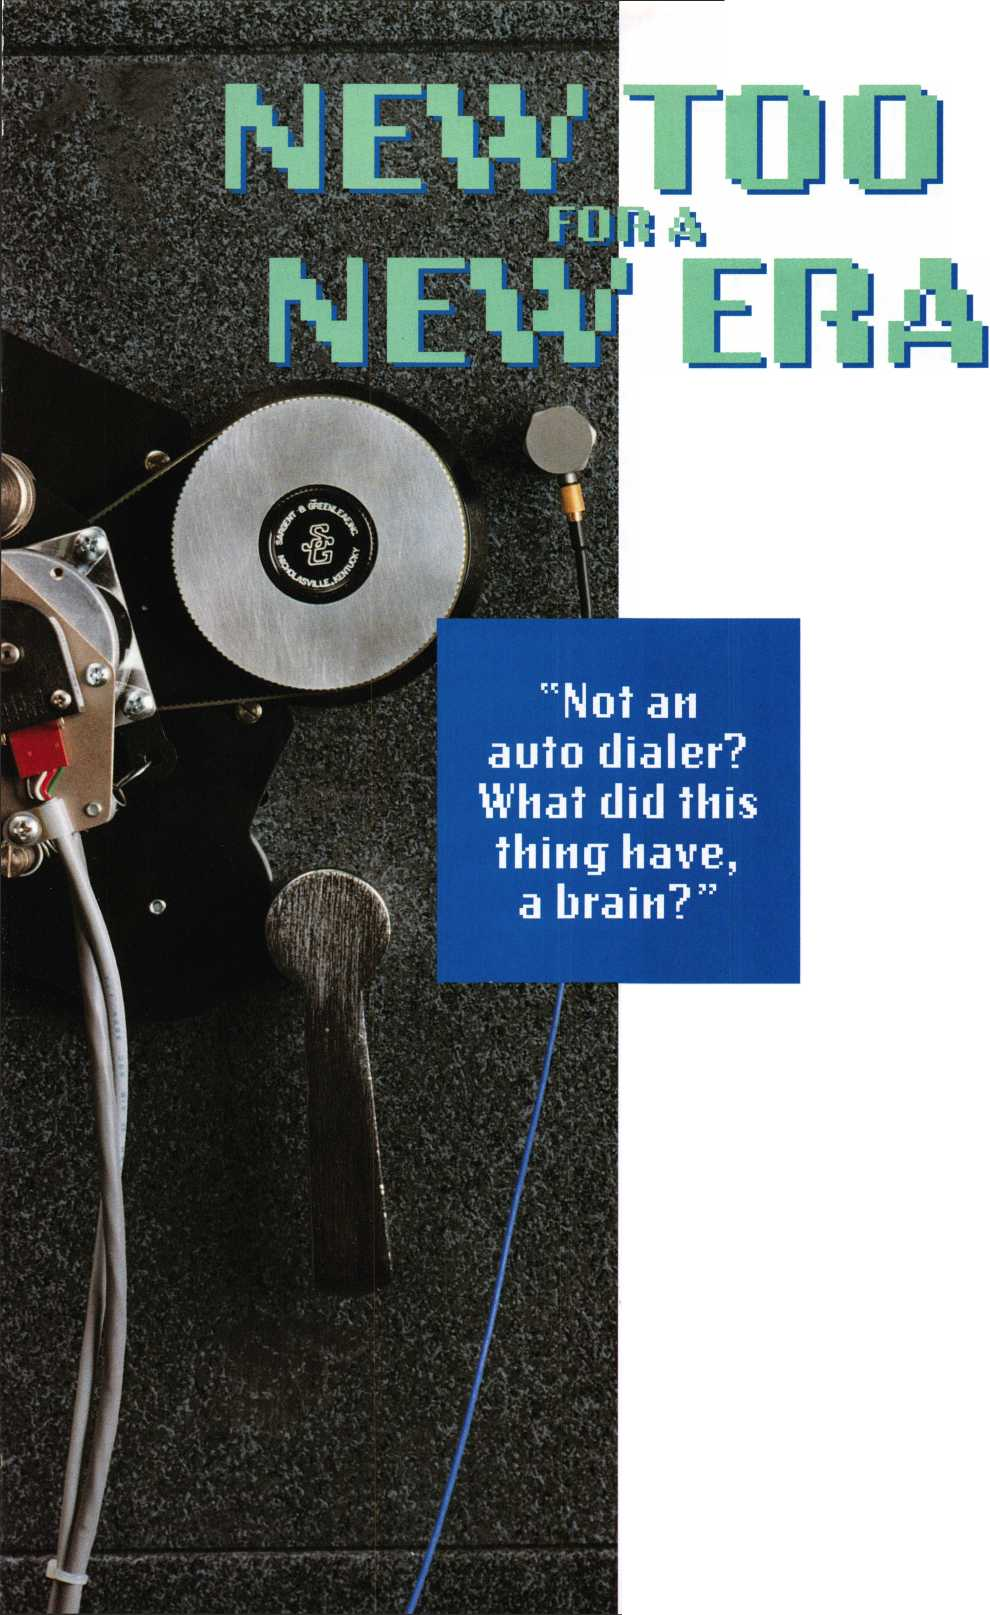 NEW TOO
FOR A
NEW ERA
SARGENT & GREENLEAF, INC.
SG
NICHOLASVILLE, KENTUCKY
“Not an
auto dialer?
What did this
thing have,
a brain?”